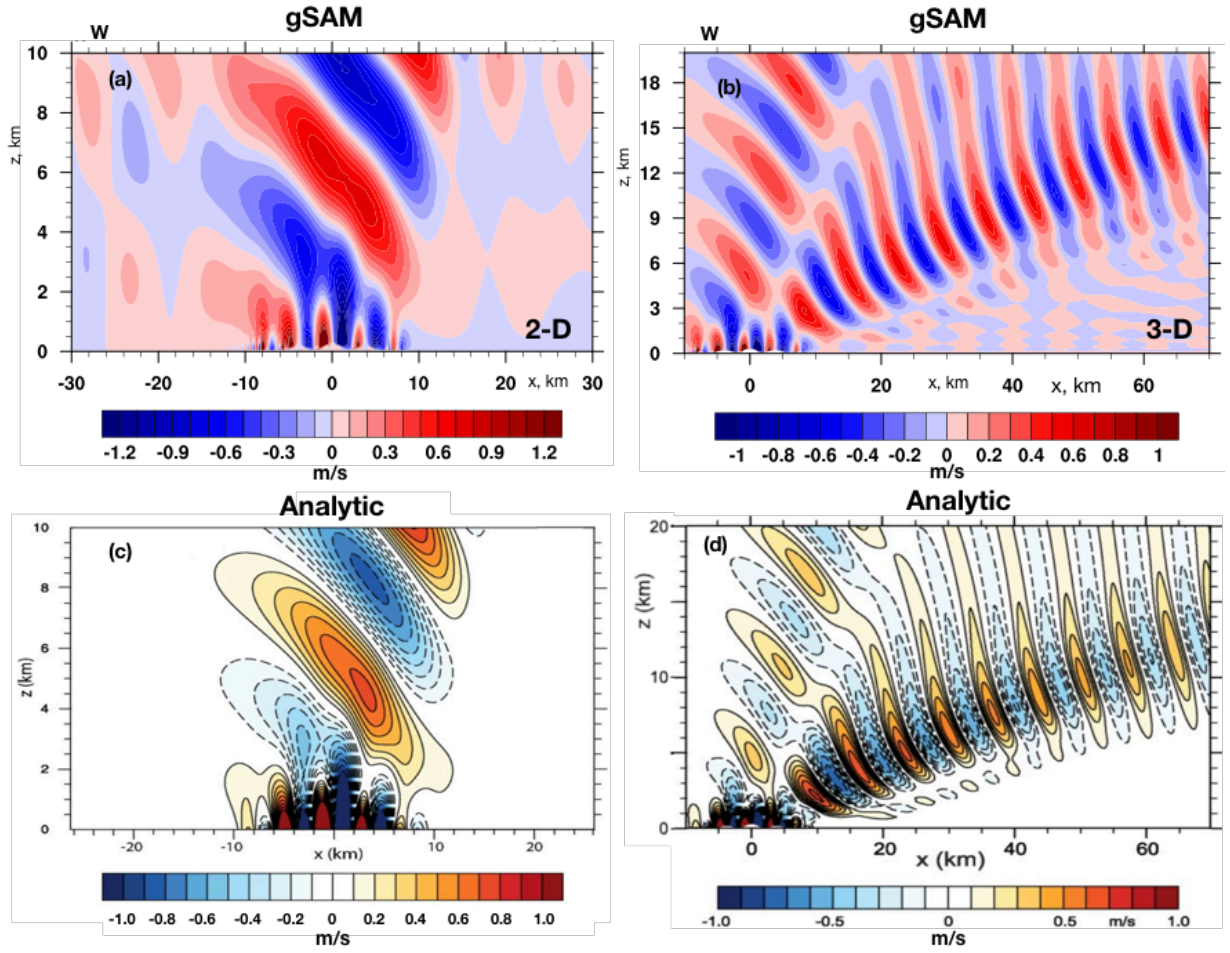 gSAM
w
(a)
z, km
10
8
6
4
2
0
2-D
-30 -20 -10 0 10 x, km 30
-1.2 -0.9 -0.6 -0.3 0 0.3 0.6 0.9 1.2
m/s
gSAM
w
(b)
z, km
18
15
12
9
6
3
0
3-D
0 20 x, km 40 x, km 60
-1 -0.8 -0.6 -0.4 -0.2 0 0.2 0.4 0.6 0.8 1
m/s
Analytic
(c)
z (km)
10
8
6
4
2
0
-20 -10 0 10 20
x (km)
-1.0 -0.8 -0.6 -0.4 -0.2 0 0.2 0.4 0.6 0.8 1.0
m/s
Analytic
(d)
z (km)
20
10
0
0 20 40 60
x (km)
-1.0 -0.5 0 0.5 m/s 1.0
m/s